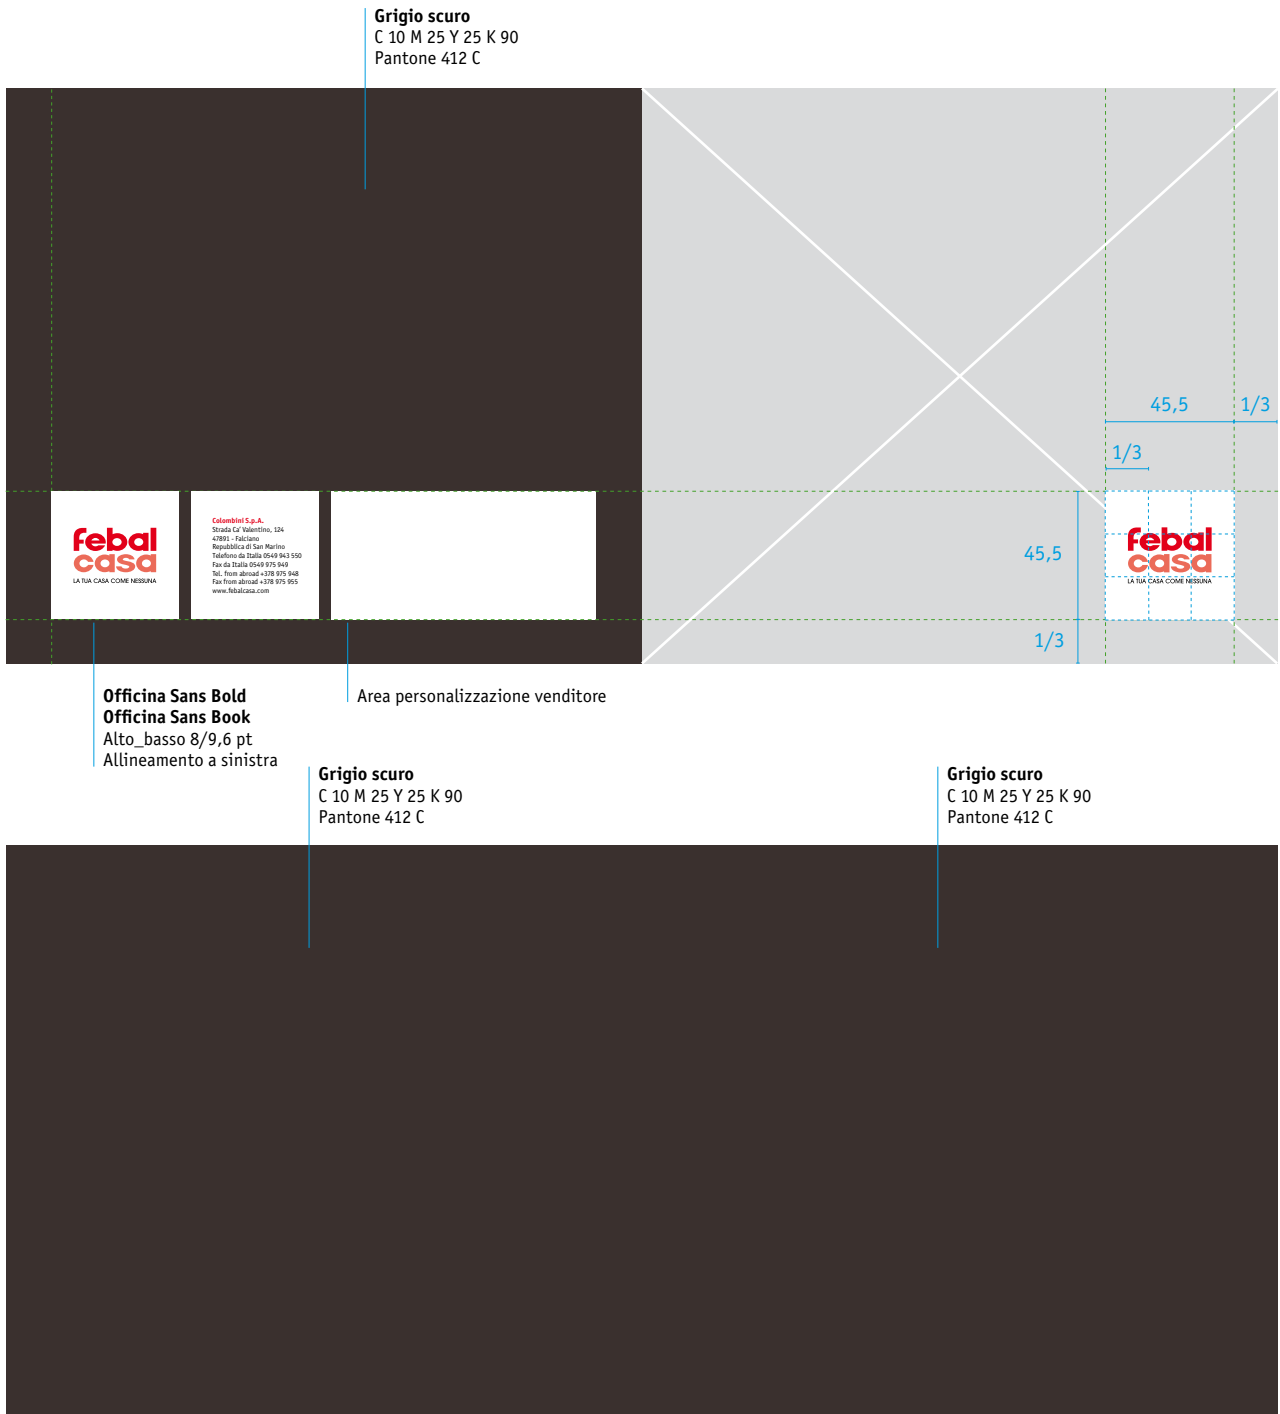 Grigio scuro
C 10 M 25 Y 25 K 90
Pantone 412 C
45,5
1/3
1/3
febal
casa
LA TUA CASA COME NESSUNA
Colombini S.p.A.
Strada Ca' Valentino, 124
47891 - Falciano
Repubblica di San Marino
Telefono da Italia 0549 943 550
Fax da Italia 0549 975 949
Tel. from abroad +378 975 948
Fax from abroad +378 975 955
www.febalcasa.com
45,5
febal
casa
LA TUA CASA COME NESSUNA
1/3
Officina Sans Bold
Officina Sans Book
Alto_basso 8/9,6 pt
Allineamento a sinistra
Area personalizzazione venditore
Grigio scuro
C 10 M 25 Y 25 K 90
Pantone 412 C
Grigio scuro
C 10 M 25 Y 25 K 90
Pantone 412 C